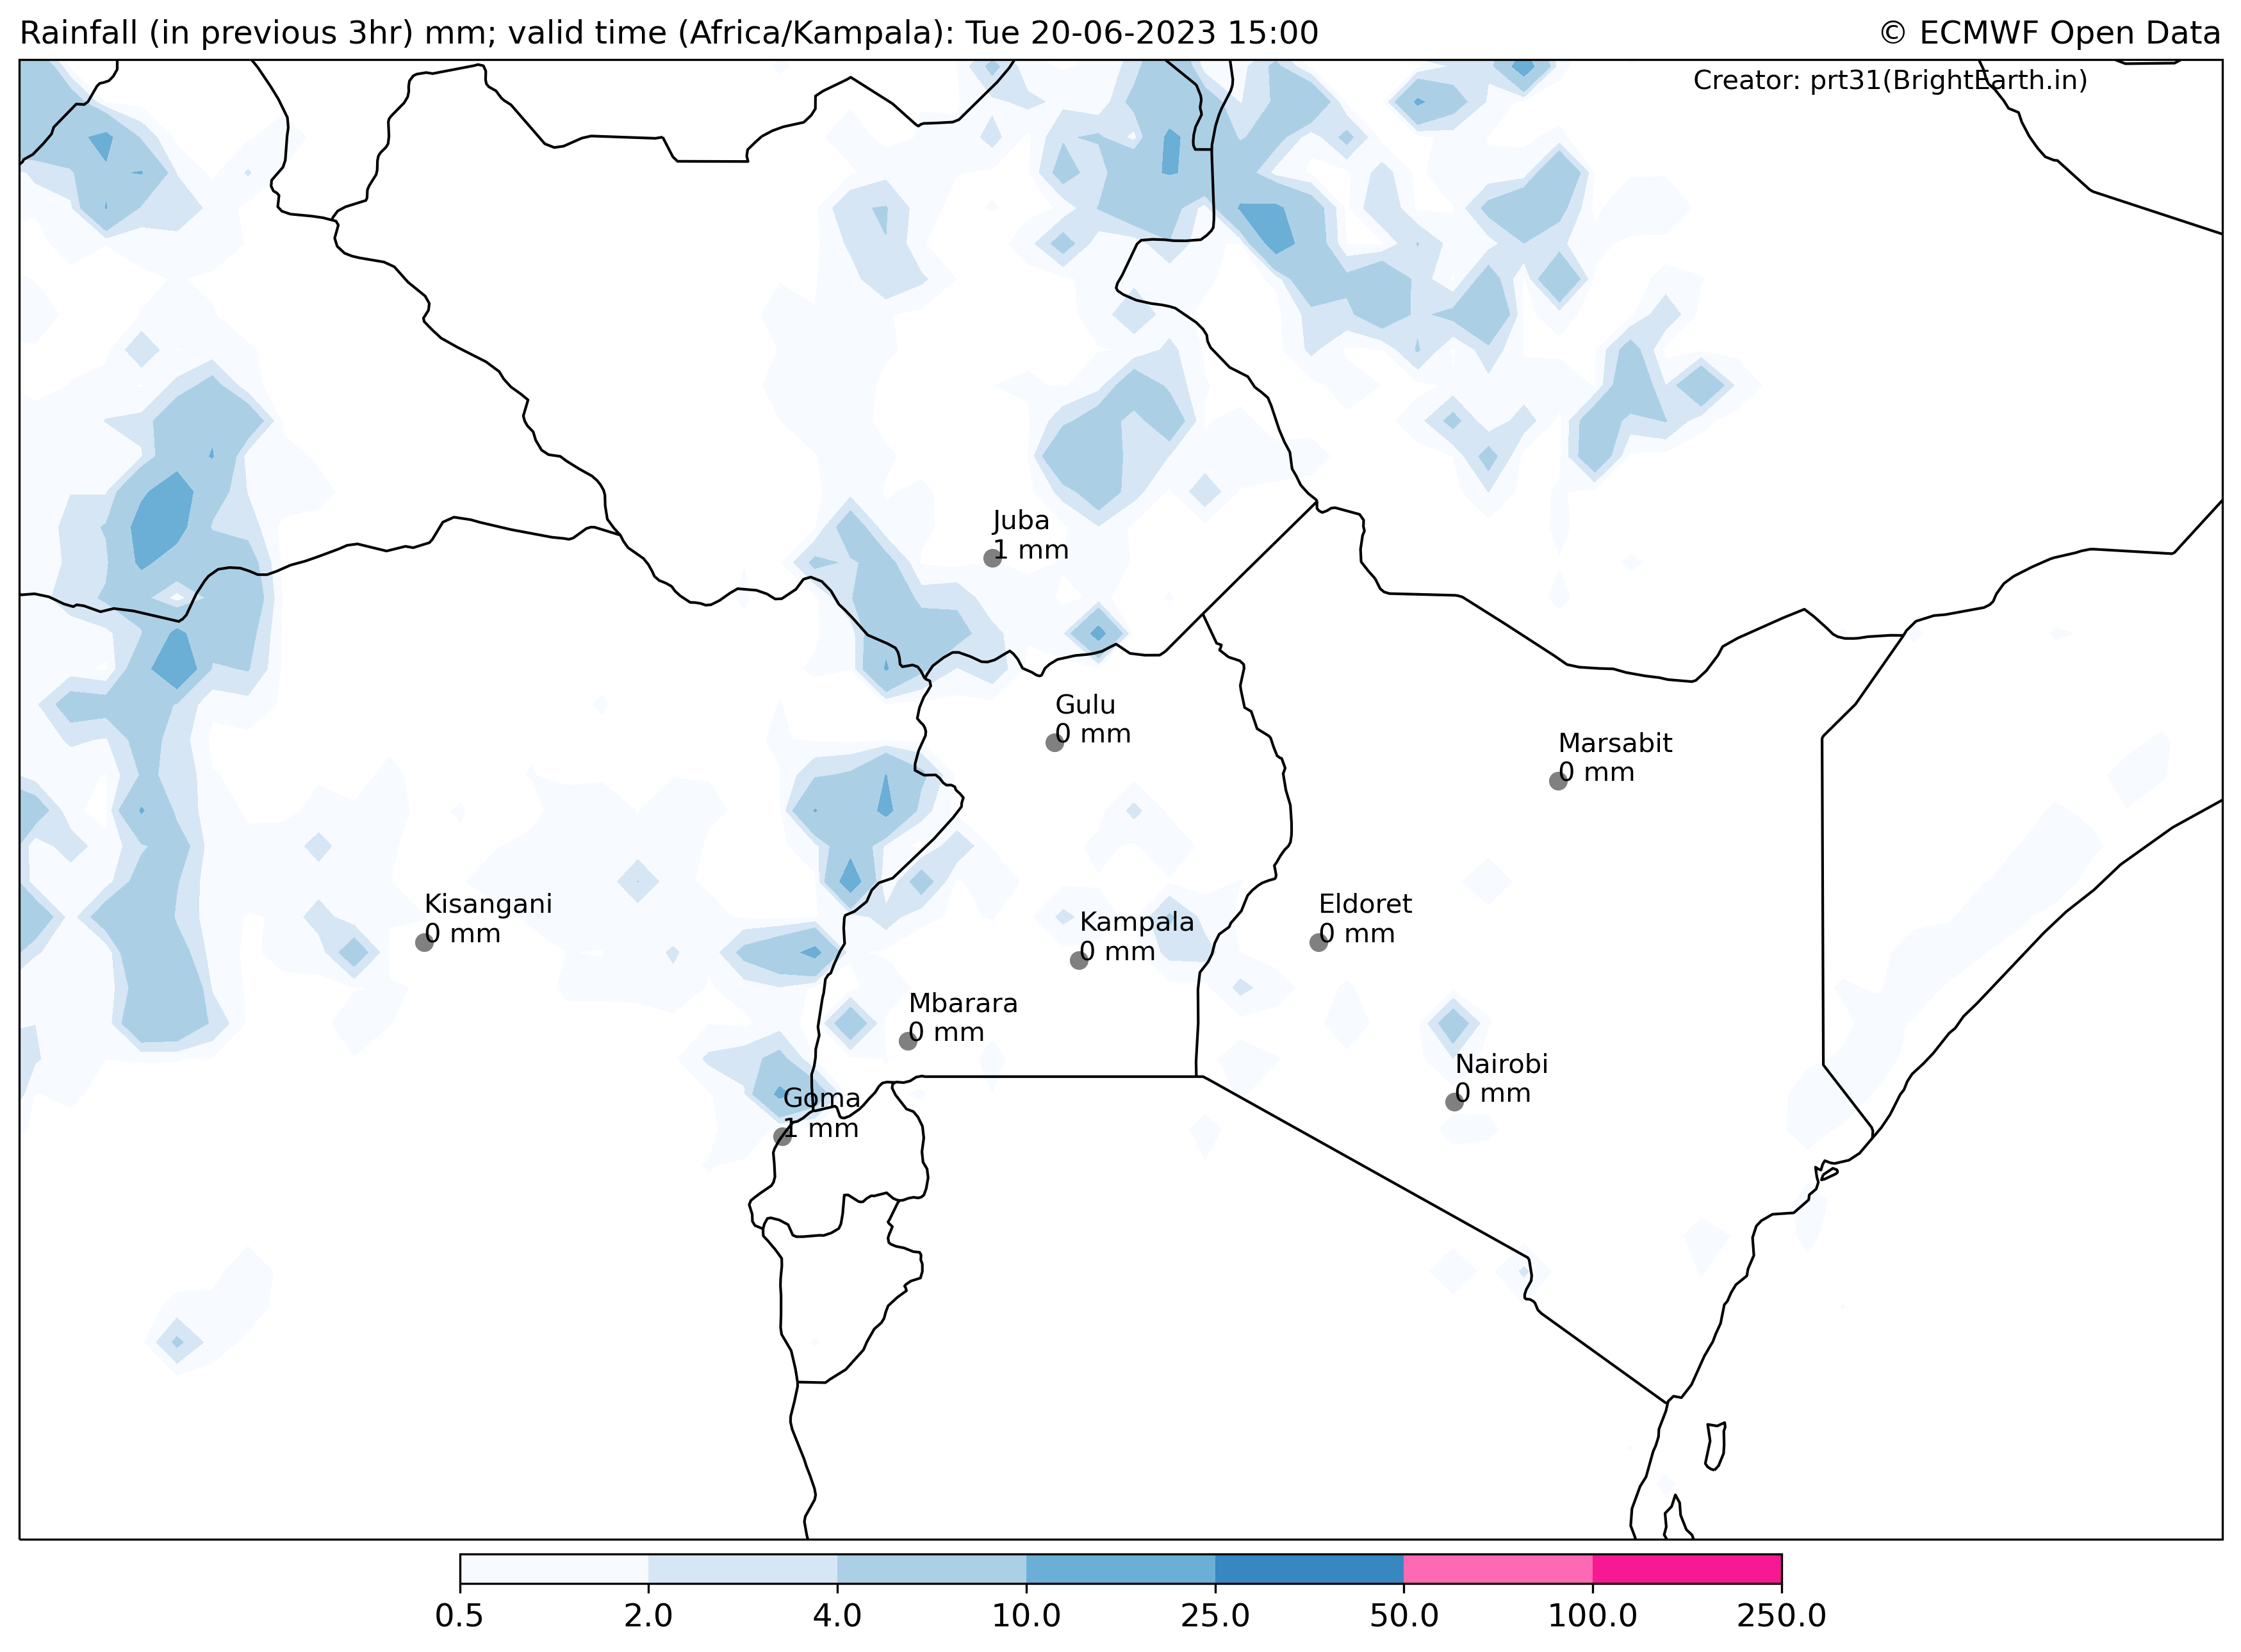 Rainfall (in previous 3hr) mm; valid time (Africa/Kampala): Tue 20-06-2023 15:00
© ECMWF Open Data
Creator: prt31(BrightEarth.in)
Juba
1 mm
Gulu
0 mm
Marsabit
0 mm
Kisangani
0 mm
Eldoret
0 mm
Kampala
0 mm
Mbarara
0 mm
Nairobi
0 mm
Goma
1 mm
0.5 2.0 4.0 10.0 25.0 50.0 100.0 250.0